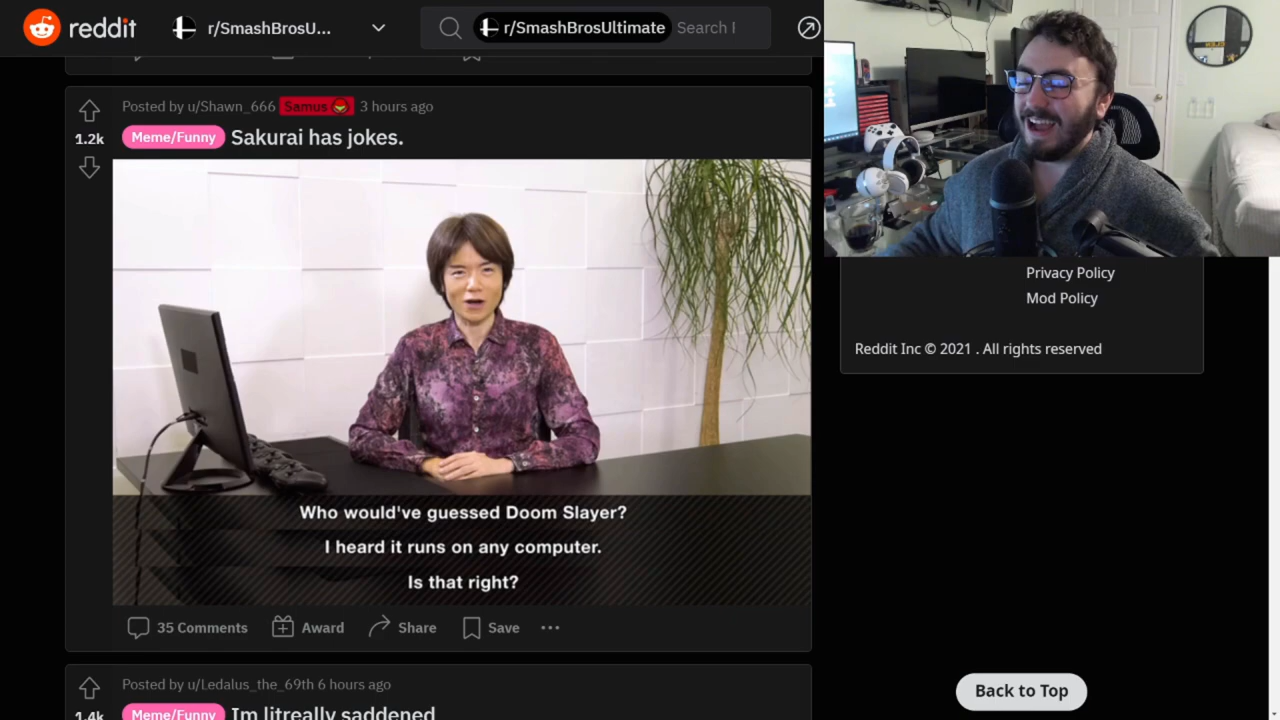 reddit
r/SmashBrosU...
r/SmashBrosUltimate Search
Posted by u/Shawn_666 Samus 3 hours ago
1.2k
Meme/Funny Sakurai has jokes.
Who would've guessed Doom Slayer?
I heard it runs on any computer.
Is that right?
35 Comments Award Share Save
Posted by u/Ledalus_the_69th 6 hours ago
1.4k
Meme/Funny Im litreally saddened
Privacy Policy
Mod Policy
Reddit Inc © 2021 . All rights reserved
Back to Top